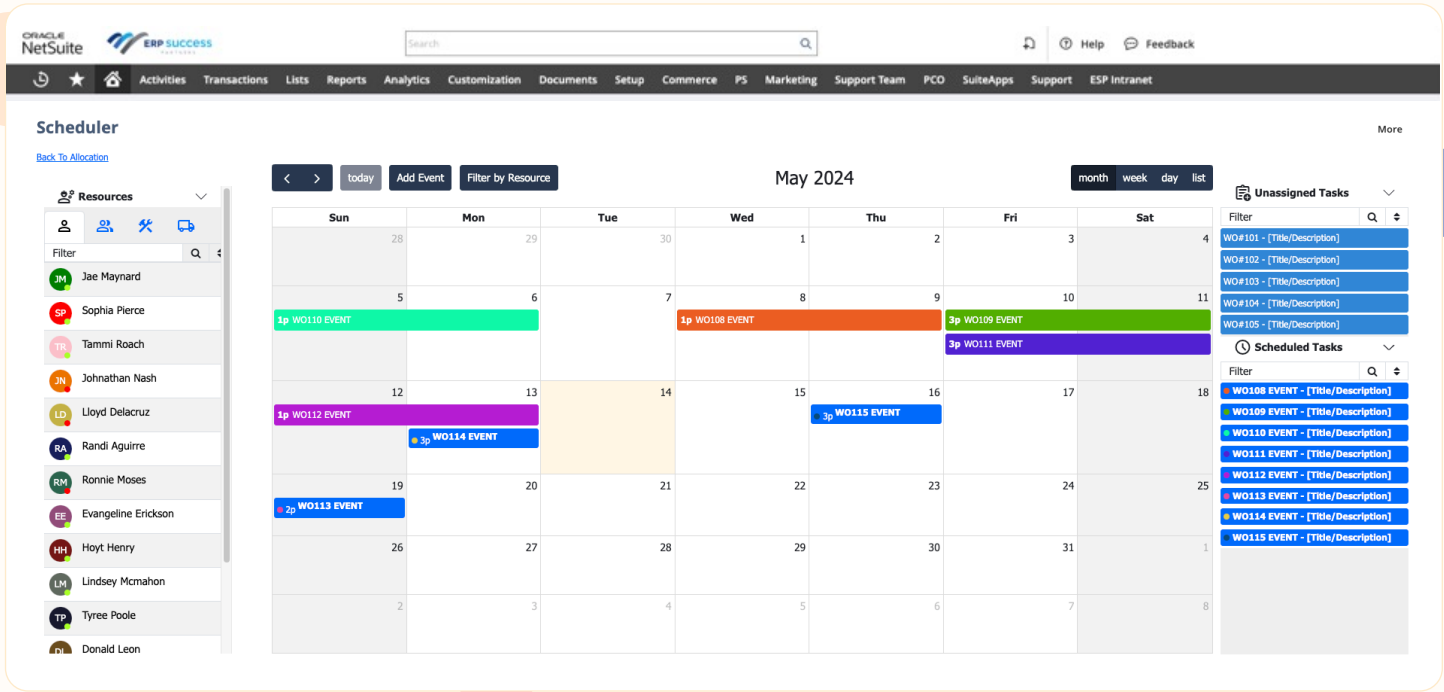 ORACLE
NetSuite
ERP SUCCESS
PARTNERS
Search
Help
Feedback
Activities Transactions Lists Reports Analytics Customization Documents Setup Commerce PS Marketing Support Team PCO SuiteApps Support ESP Intranet
Scheduler
More
Back To Allocation
Resources
Filter
JM Jae Maynard
SP Sophia Pierce
TR Tammi Roach
JN Johnathan Nash
LD Lloyd Delacruz
RA Randi Aguirre
RM Ronnie Moses
EE Evangeline Erickson
HH Hoyt Henry
LM Lindsey Mcmahon
TP Tyree Poole
DL Donald Leon
today Add Event Filter by Resource
May 2024
month week day list
Sun Mon Tue Wed Thu Fri Sat
28 29 30 1 2 3 4
5 6 7 8 9 10 11
1p WO110 EVENT
1p WO108 EVENT
3p WO109 EVENT
3p WO111 EVENT
12 13 14 15 16 17 18
1p WO112 EVENT
3p WO115 EVENT
3p WO114 EVENT
19 20 21 22 23 24 25
2p WO113 EVENT
26 27 28 29 30 31 1
2 3 4 5 6 7 8
Unassigned Tasks
Filter
WO#101 - [Title/Description]
WO#102 - [Title/Description]
WO#103 - [Title/Description]
WO#104 - [Title/Description]
WO#105 - [Title/Description]
Scheduled Tasks
Filter
WO108 EVENT - [Title/Description]
WO109 EVENT - [Title/Description]
WO110 EVENT - [Title/Description]
WO111 EVENT - [Title/Description]
WO112 EVENT - [Title/Description]
WO113 EVENT - [Title/Description]
WO114 EVENT - [Title/Description]
WO115 EVENT - [Title/Description]